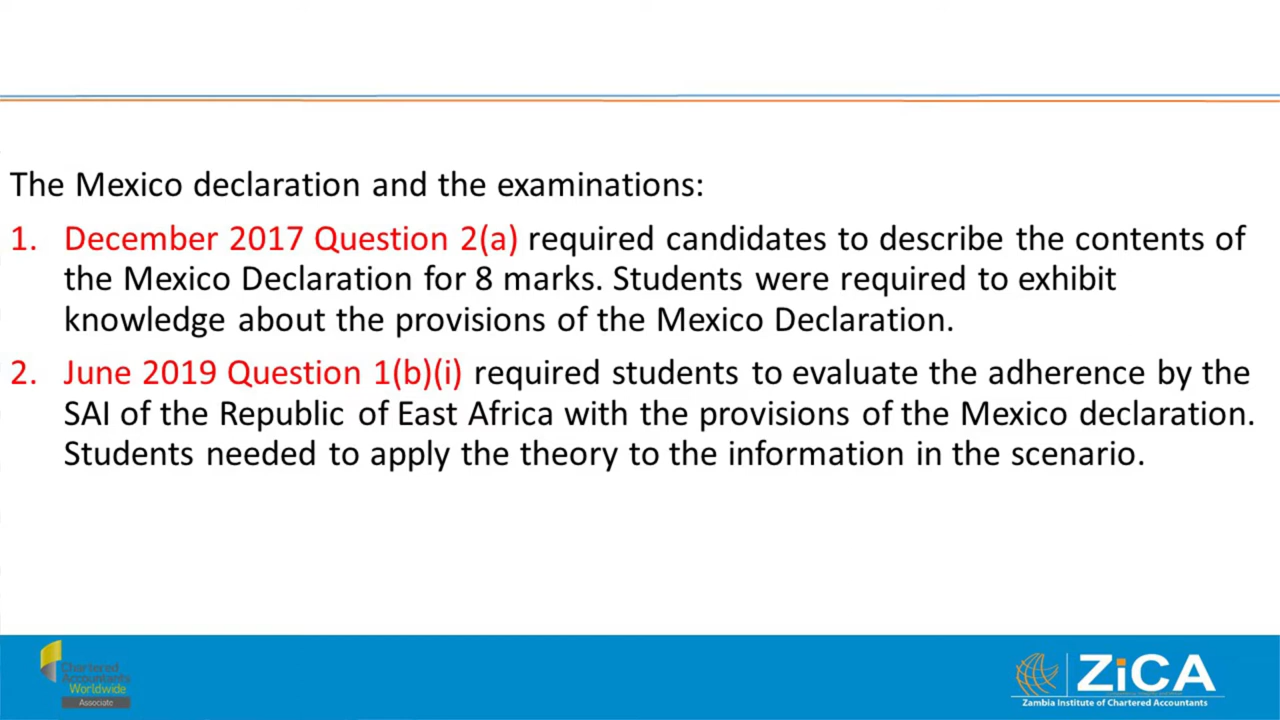 The Mexico declaration and the examinations:
1. December 2017 Question 2(a) required candidates to describe the contents of
the Mexico Declaration for 8 marks. Students were required to exhibit
knowledge about the provisions of the Mexico Declaration.
2. June 2019 Question 1(b)(i) required students to evaluate the adherence by the
SAI of the Republic of East Africa with the provisions of the Mexico declaration.
Students needed to apply the theory to the information in the scenario.
Chartered
Accountants
Worldwide
Associate
ZiCA
Zambia Institute of Chartered Accountants